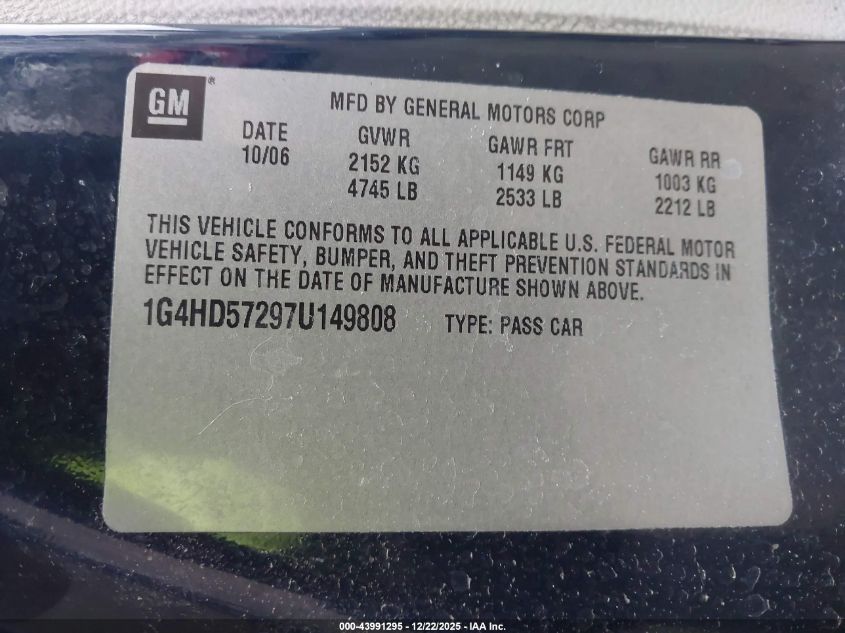 GM ®
MFD BY GENERAL MOTORS CORP
DATE GVWR GAWR FRT GAWR RR
10/06 2152 KG 1149 KG 1003 KG
4745 LB 2533 LB 2212 LB
THIS VEHICLE CONFORMS TO ALL APPLICABLE U.S. FEDERAL MOTOR
VEHICLE SAFETY, BUMPER, AND THEFT PREVENTION STANDARDS IN
EFFECT ON THE DATE OF MANUFACTURE SHOWN ABOVE.
1G4HD57297U149808 TYPE: PASS CAR
000-43991295 - 12/22/2025 - IAA Inc.